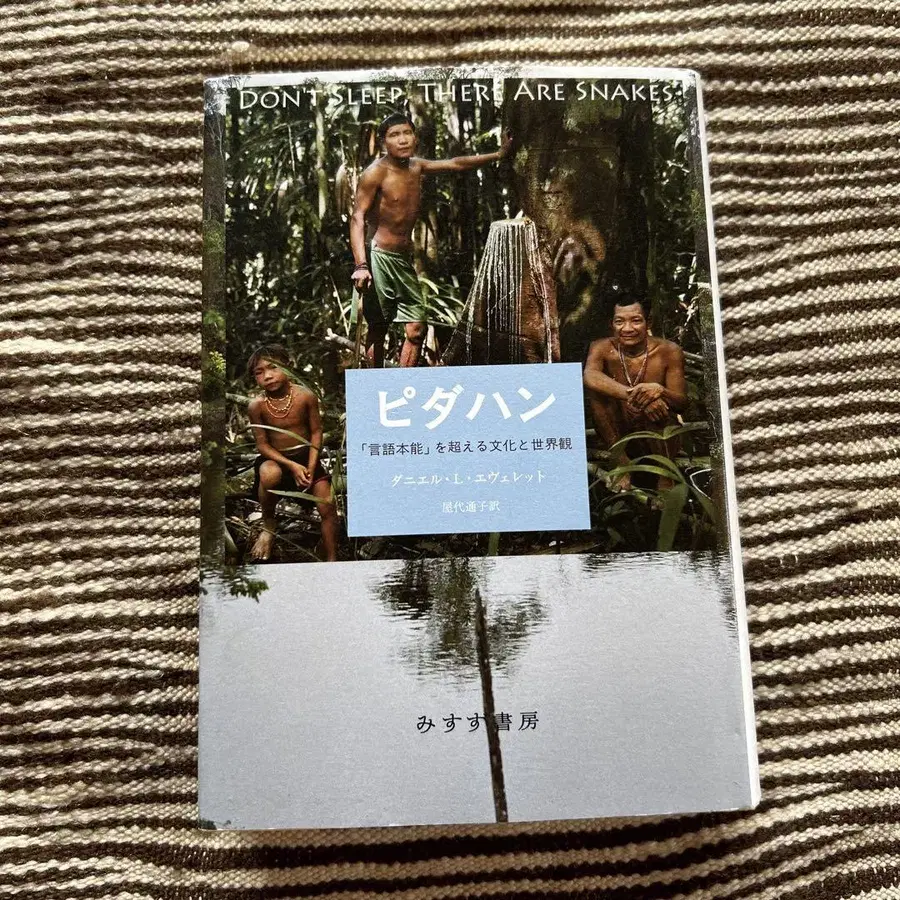 DON'T SLEEP, THERE ARE SNAKES
ピダハン
「言語本能」を超える文化と世界観
ダニエル・L・エヴェレット
屋代通子訳
みすず書房